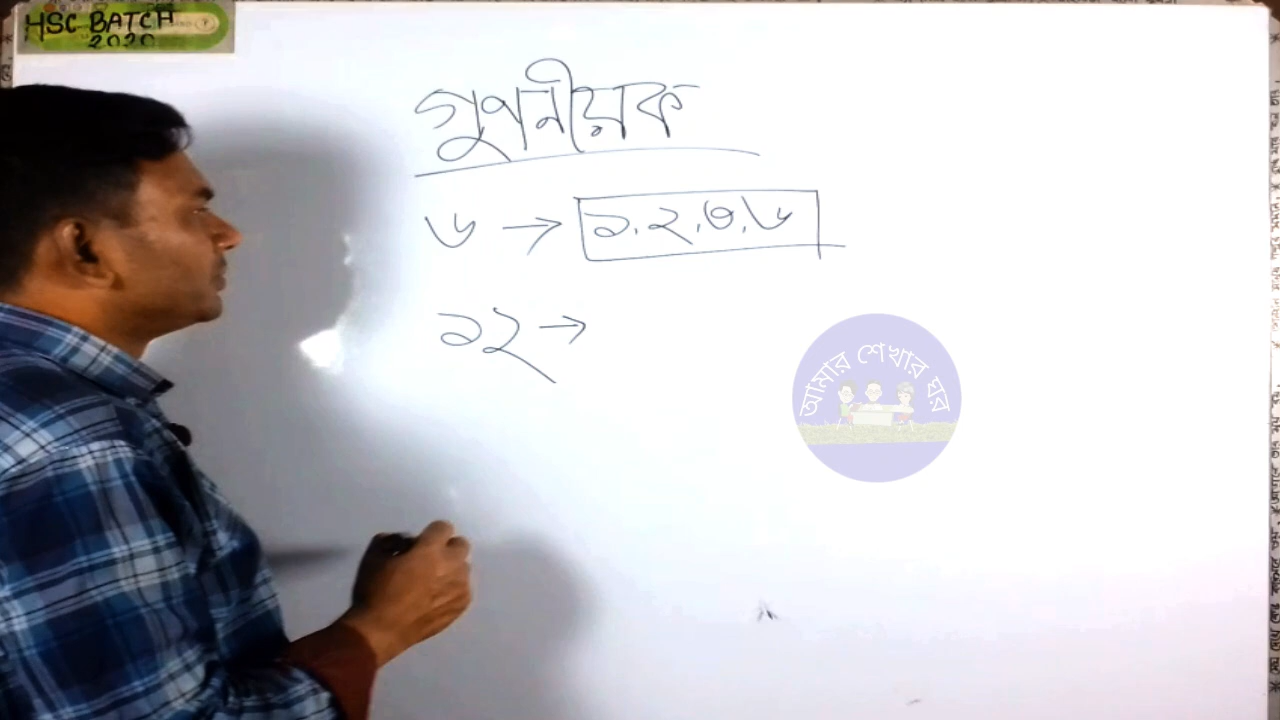 HSC BATCH
2020
গুণনীয়ক
৬ → ১, ২, ৩, ৬
১২ →
আমার শেখার ঘর